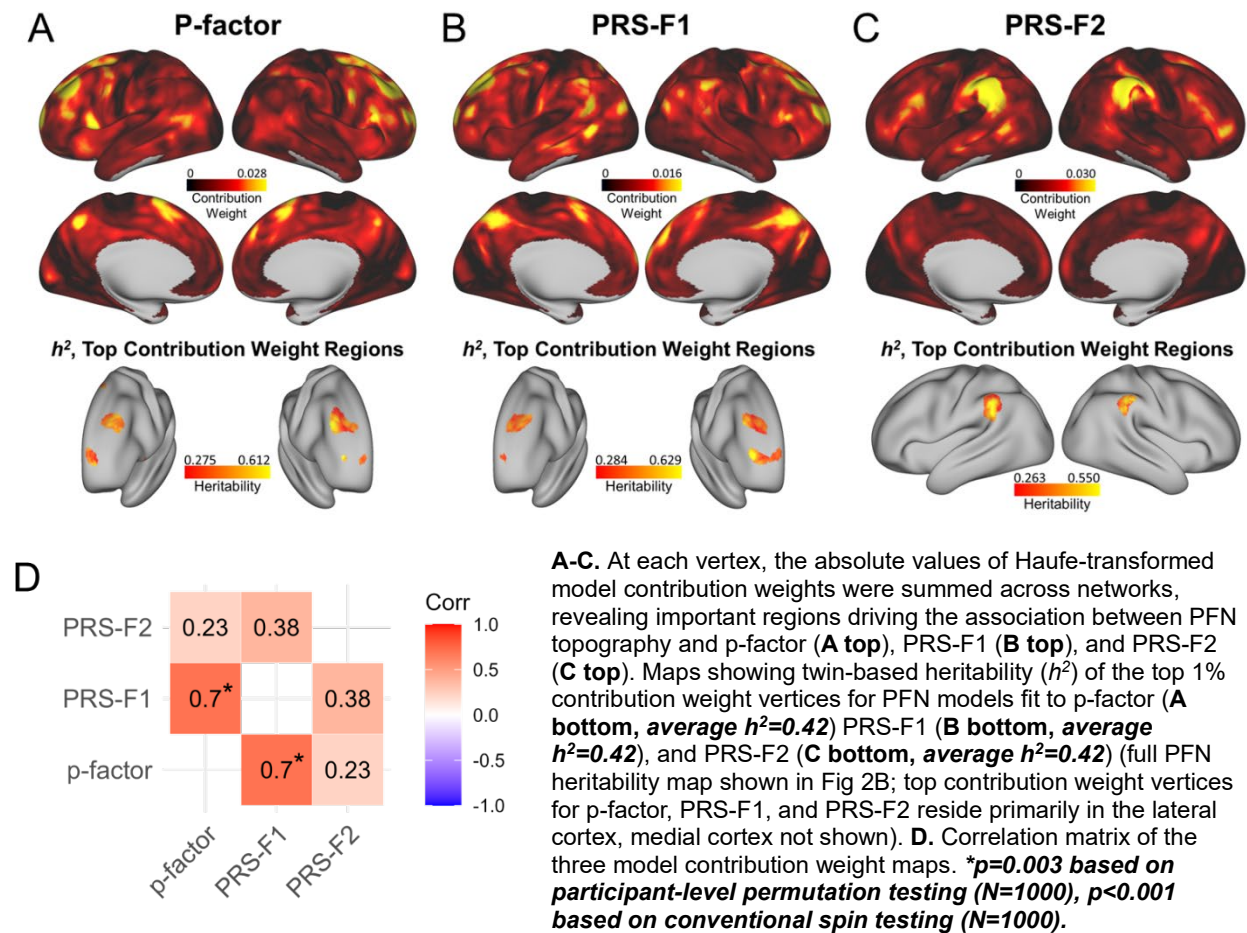 A
P-factor
B
PRS-F1
C
PRS-F2
0 0.028
Contribution
Weight
0 0.016
Contribution
Weight
0 0.030
Contribution
Weight
h², Top Contribution Weight Regions
h², Top Contribution Weight Regions
h², Top Contribution Weight Regions
0.275 0.612
Heritability
0.284 0.629
Heritability
0.263 0.550
Heritability
D
PRS-F2
0.23
0.38
PRS-F1
0.7*
0.38
p-factor
0.7*
0.23
p-factor
PRS-F1
PRS-F2
Corr
1.0
0.5
0.0
-0.5
-1.0
A-C. At each vertex, the absolute values of Haufe-transformed
model contribution weights were summed across networks,
revealing important regions driving the association between PFN
topography and p-factor (A top), PRS-F1 (B top), and PRS-F2
(C top). Maps showing twin-based heritability (h²) of the top 1%
contribution weight vertices for PFN models fit to p-factor (A
bottom, average h²=0.42) PRS-F1 (B bottom, average
h²=0.42), and PRS-F2 (C bottom, average h²=0.42) (full PFN
heritability map shown in Fig 2B; top contribution weight vertices
for p-factor, PRS-F1, and PRS-F2 reside primarily in the lateral
cortex, medial cortex not shown). D. Correlation matrix of the
three model contribution weight maps. *p=0.003 based on
participant-level permutation testing (N=1000), p<0.001
based on conventional spin testing (N=1000).